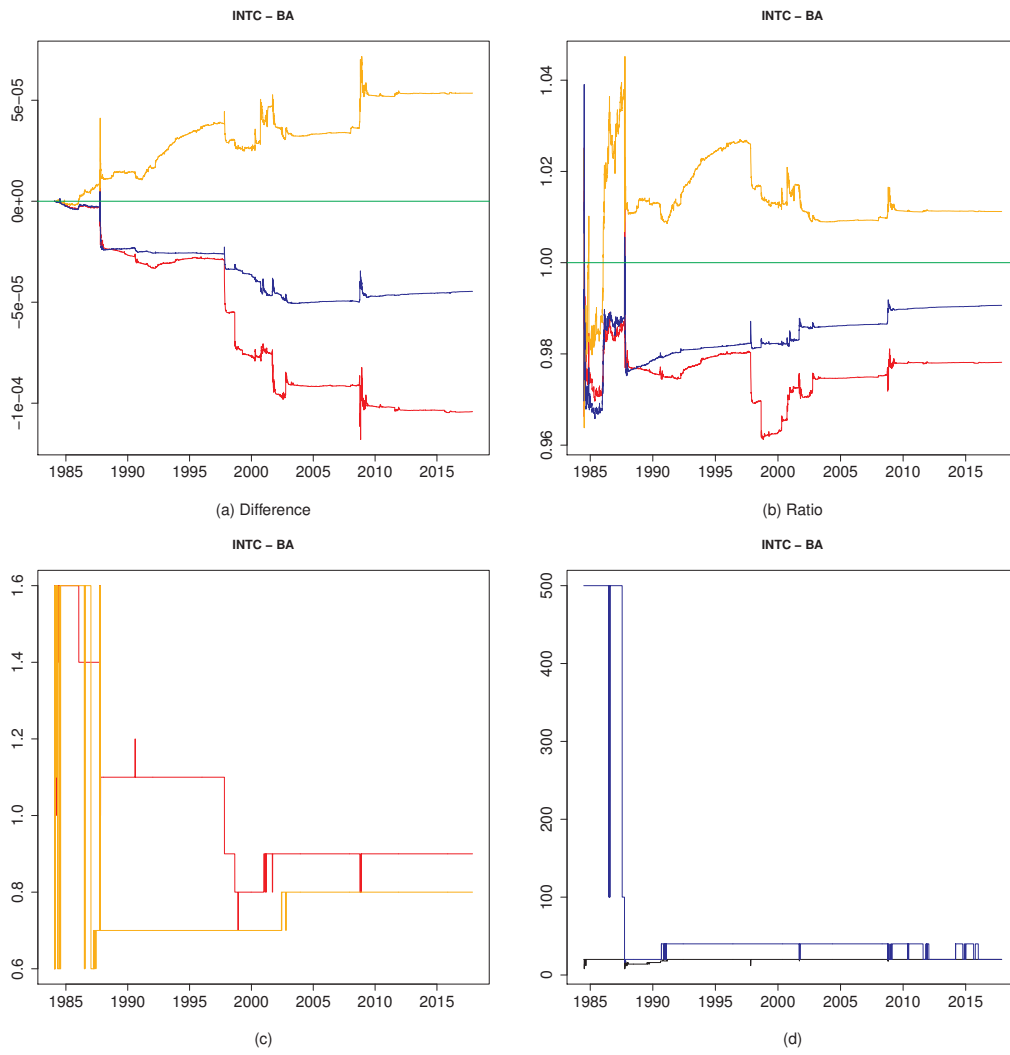 INTC – BA
INTC – BA
5e−05
0e+00
−5e−05
−1e−04
1985 1990 1995 2000 2005 2010 2015
(a) Difference
1.04
1.02
1.00
0.98
0.96
1985 1990 1995 2000 2005 2010 2015
(b) Ratio
INTC – BA
INTC – BA
1.6
1.4
1.2
1.0
0.8
0.6
1985 1990 1995 2000 2005 2010 2015
(c)
500
400
300
200
100
0
1985 1990 1995 2000 2005 2010 2015
(d)